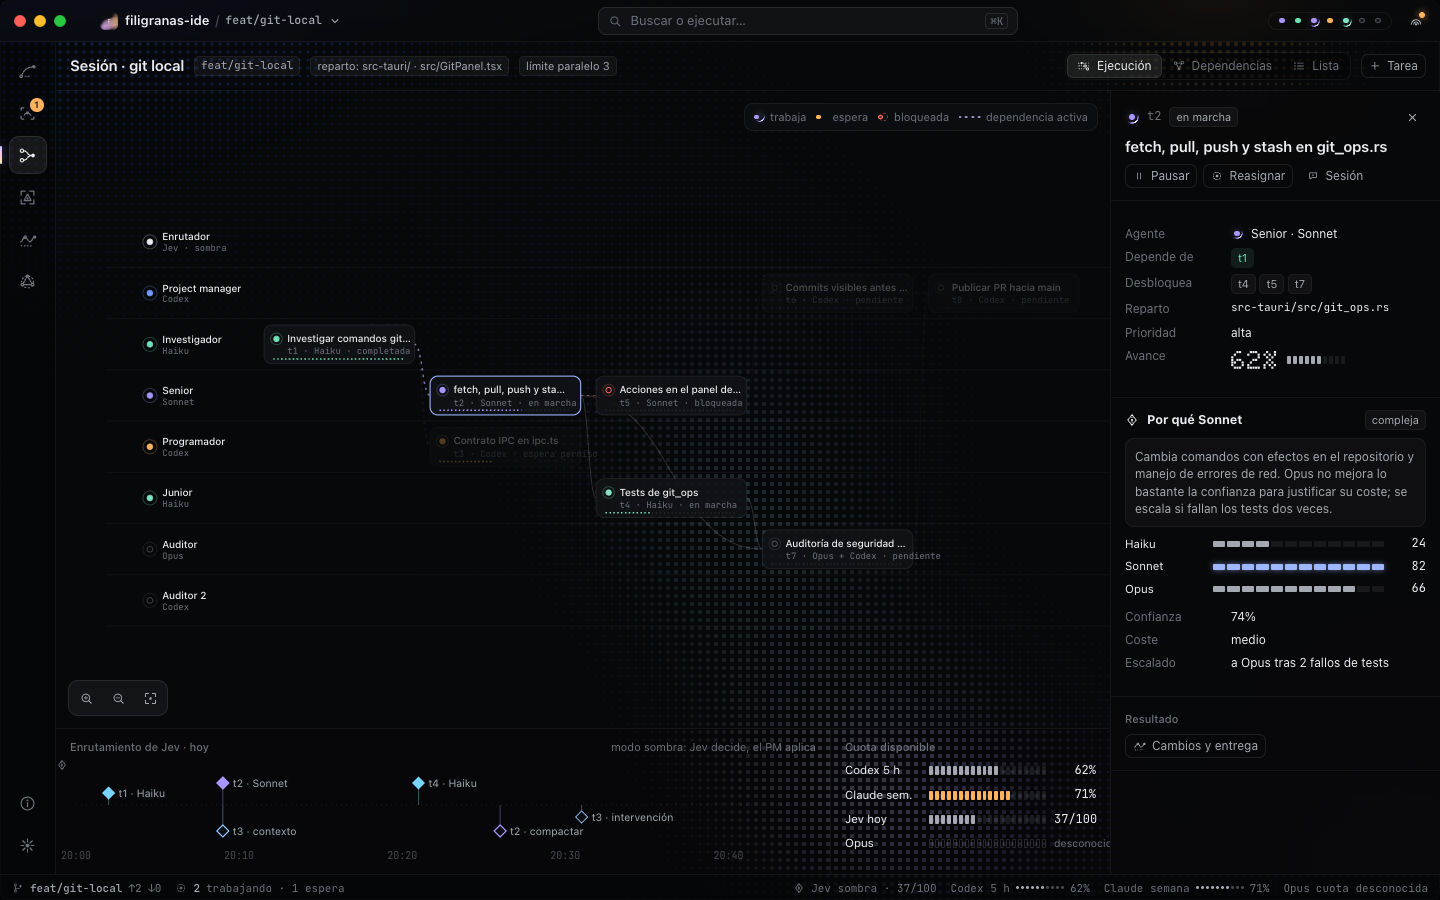 filigranas-ide / feat/git-local
Buscar o ejecutar... ⌘K
Sesión · git local feat/git-local reparto: src-tauri/ · src/GitPanel.tsx límite paralelo 3
Ejecución Dependencias Lista + Tarea
1
trabaja espera bloqueada dependencia activa
Enrutador
Jev · sombra
Project manager
Codex
Commits visibles antes ...
t6 · Codex · pendiente
Publicar PR hacia main
t8 · Codex · pendiente
Investigador
Haiku
Investigar comandos git...
t1 · Haiku · completada
Senior
Sonnet
fetch, pull, push y sta...
t2 · Sonnet · en marcha
Acciones en el panel de...
t5 · Sonnet · bloqueada
Programador
Codex
Contrato IPC en ipc.ts
t3 · Codex · espera permiso
Junior
Haiku
Tests de git_ops
t4 · Haiku · en marcha
Auditor
Opus
Auditoría de seguridad ...
t7 · Opus + Codex · pendiente
Auditor 2
Codex
Enrutamiento de Jev · hoy
modo sombra: Jev decide, el PM aplica
t1 · Haiku
t2 · Sonnet
t4 · Haiku
t3 · contexto
t2 · compactar
t3 · intervención
20:00 20:10 20:20 20:30 20:40
Cuota disponible
Codex 5 h 62%
Claude sem. 71%
Jev hoy 37/100
Opus desconoc
t2 en marcha
fetch, pull, push y stash en git_ops.rs
Pausar Reasignar Sesión
Agente Senior · Sonnet
Depende de t1
Desbloquea t4 t5 t7
Reparto src-tauri/src/git_ops.rs
Prioridad alta
Avance 62%
Por qué Sonnet compleja
Cambia comandos con efectos en el repositorio y
manejo de errores de red. Opus no mejora lo
bastante la confianza para justificar su coste; se
escala si fallan los tests dos veces.
Haiku 24
Sonnet 82
Opus 66
Confianza 74%
Coste medio
Escalado a Opus tras 2 fallos de tests
Resultado
Cambios y entrega
feat/git-local ↑2 ↓0 2 trabajando · 1 espera
Jev sombra · 37/100 Codex 5 h 62% Claude semana 71% Opus cuota desconocida